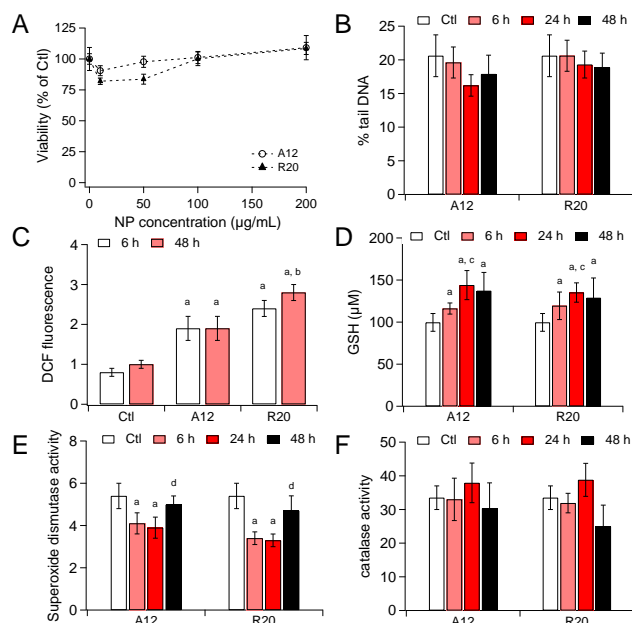 A
Viability (% of Ctl)
125
100
75
50
25
0
A12
R20
0
50
100
150
200
NP concentration (µg/mL)
B
Ctl
6 h
24 h
48 h
% tail DNA
25
20
15
10
5
0
A12
R20
C
6 h
48 h
DCF fluorescence
4
3
2
1
0
a
a
a
a, b
Ctl
A12
R20
D
Ctl
6 h
24 h
48 h
GSH (µM)
200
150
100
50
0
a
a, c
a
a
a, c
a
A12
R20
E
Ctl
6 h
24 h
48 h
Superoxide dismutase activity
8
6
4
2
0
a
a
d
a
a
d
A12
R20
F
Ctl
6 h
24 h
48 h
catalase activity
50
40
30
20
10
0
A12
R20